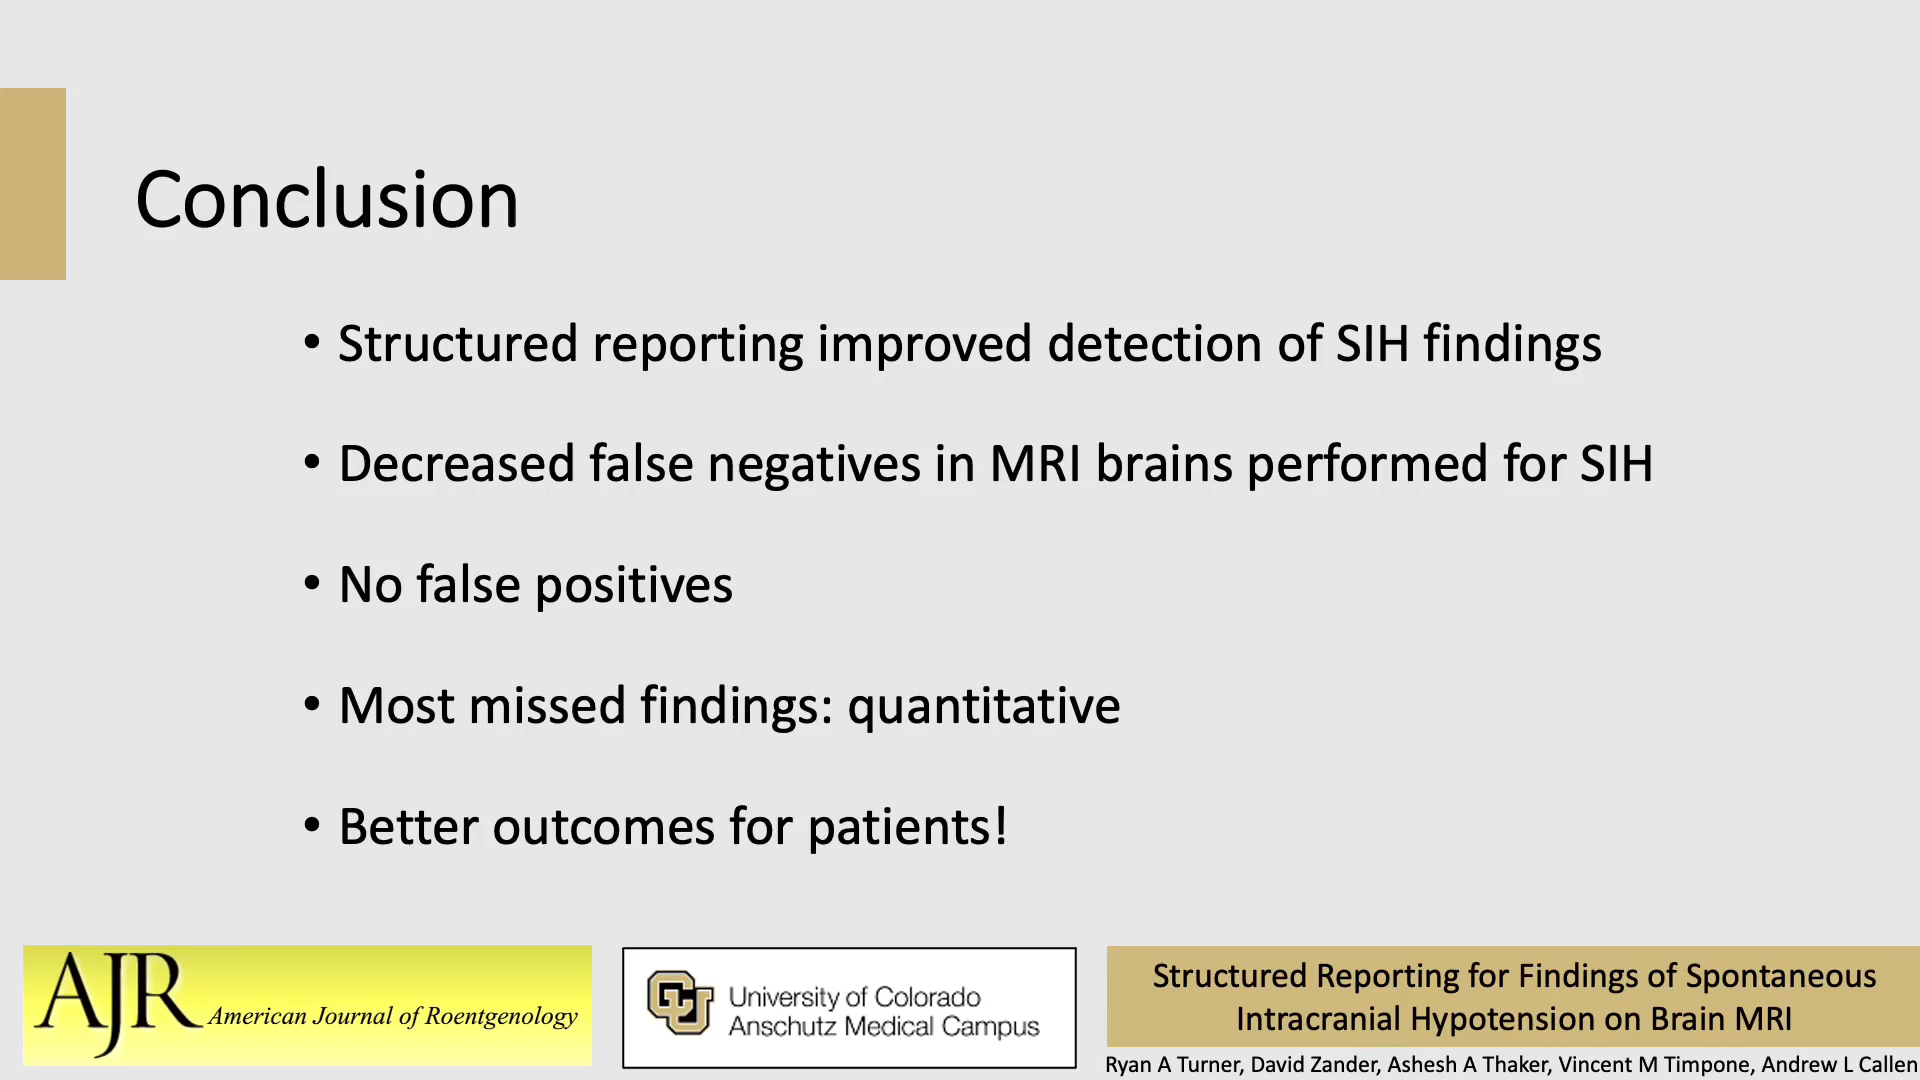 Conclusion
• Structured reporting improved detection of SIH findings
• Decreased false negatives in MRI brains performed for SIH
• No false positives
• Most missed findings: quantitative
• Better outcomes for patients!
AJR American Journal of Roentgenology
CU
University of Colorado
Anschutz Medical Campus
Structured Reporting for Findings of Spontaneous
Intracranial Hypotension on Brain MRI
Ryan A Turner, David Zander, Ashesh A Thaker, Vincent M Timpone, Andrew L Callen